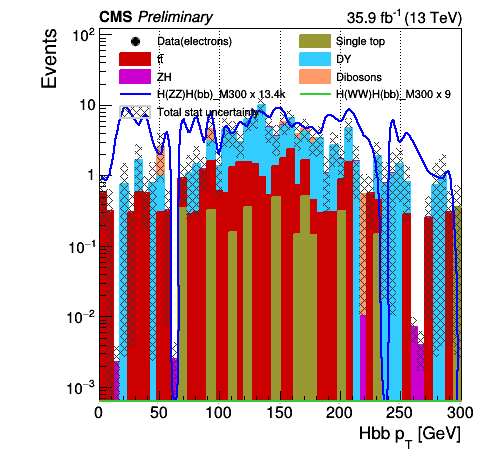 CMS Preliminary 35.9 fb⁻¹ (13 TeV)
Events
Data(electrons) Single top
tt̄ DY
ZH Dibosons
H(ZZ)H(bb)_M300 x 13.4k H(WW)H(bb)_M300 x 9
Total stat uncertainty
10²
10
1
10⁻¹
10⁻²
10⁻³
0 50 100 150 200 250 300
Hbb p_T [GeV]